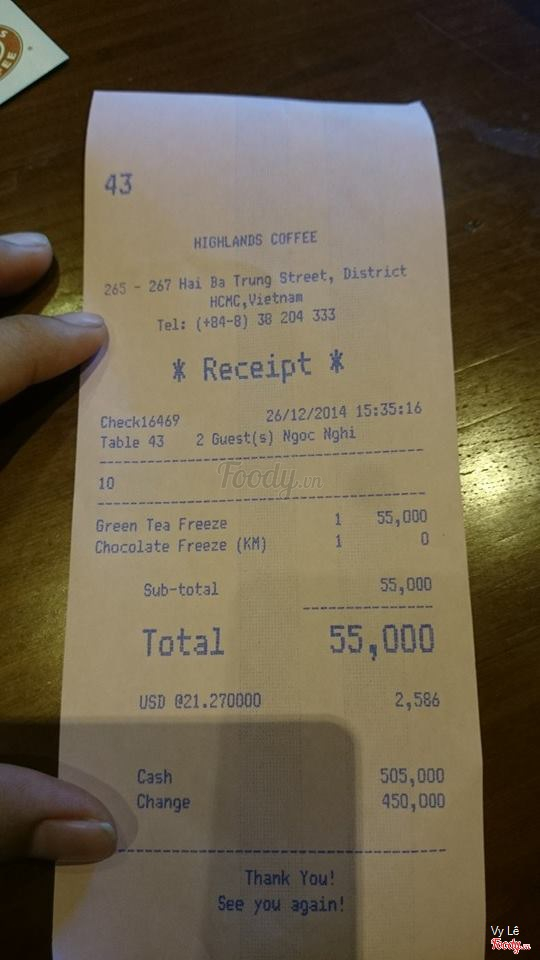 EE
43
HIGHLANDS COFFEE
265 - 267 Hai Ba Trung Street, District
HCMC,Vietnam
Tel: (+84-8) 38 204 333
* Receipt *
Check16469 26/12/2014 15:35:16
Table 43 2 Guest(s) Ngoc Nghi
10
Foody.vn
Green Tea Freeze 1 55,000
Chocolate Freeze (KM) 1 0
Sub-total 55,000
Total 55,000
USD @21.270000 2,586
Cash 505,000
Change 450,000
Thank You!
See you again!
Vy Lê
Foody.vn